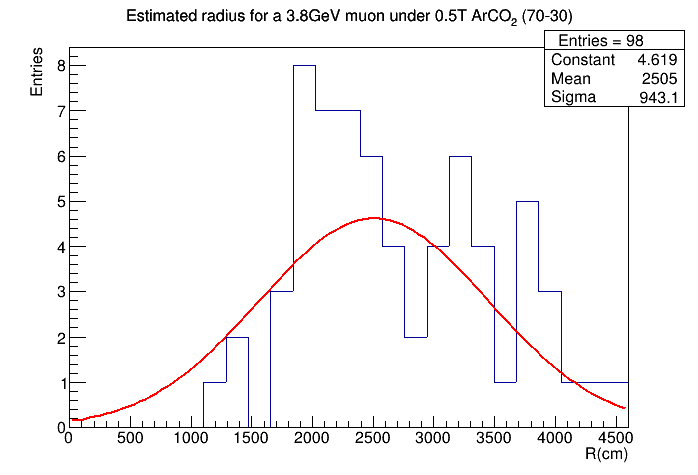 Estimated radius for a 3.8GeV muon under 0.5T ArCO2 (70-30)
Entries = 98
Constant 4.619
Mean 2505
Sigma 943.1
Entries
8
7
6
5
4
3
2
1
0
0 500 1000 1500 2000 2500 3000 3500 4000 4500
R(cm)